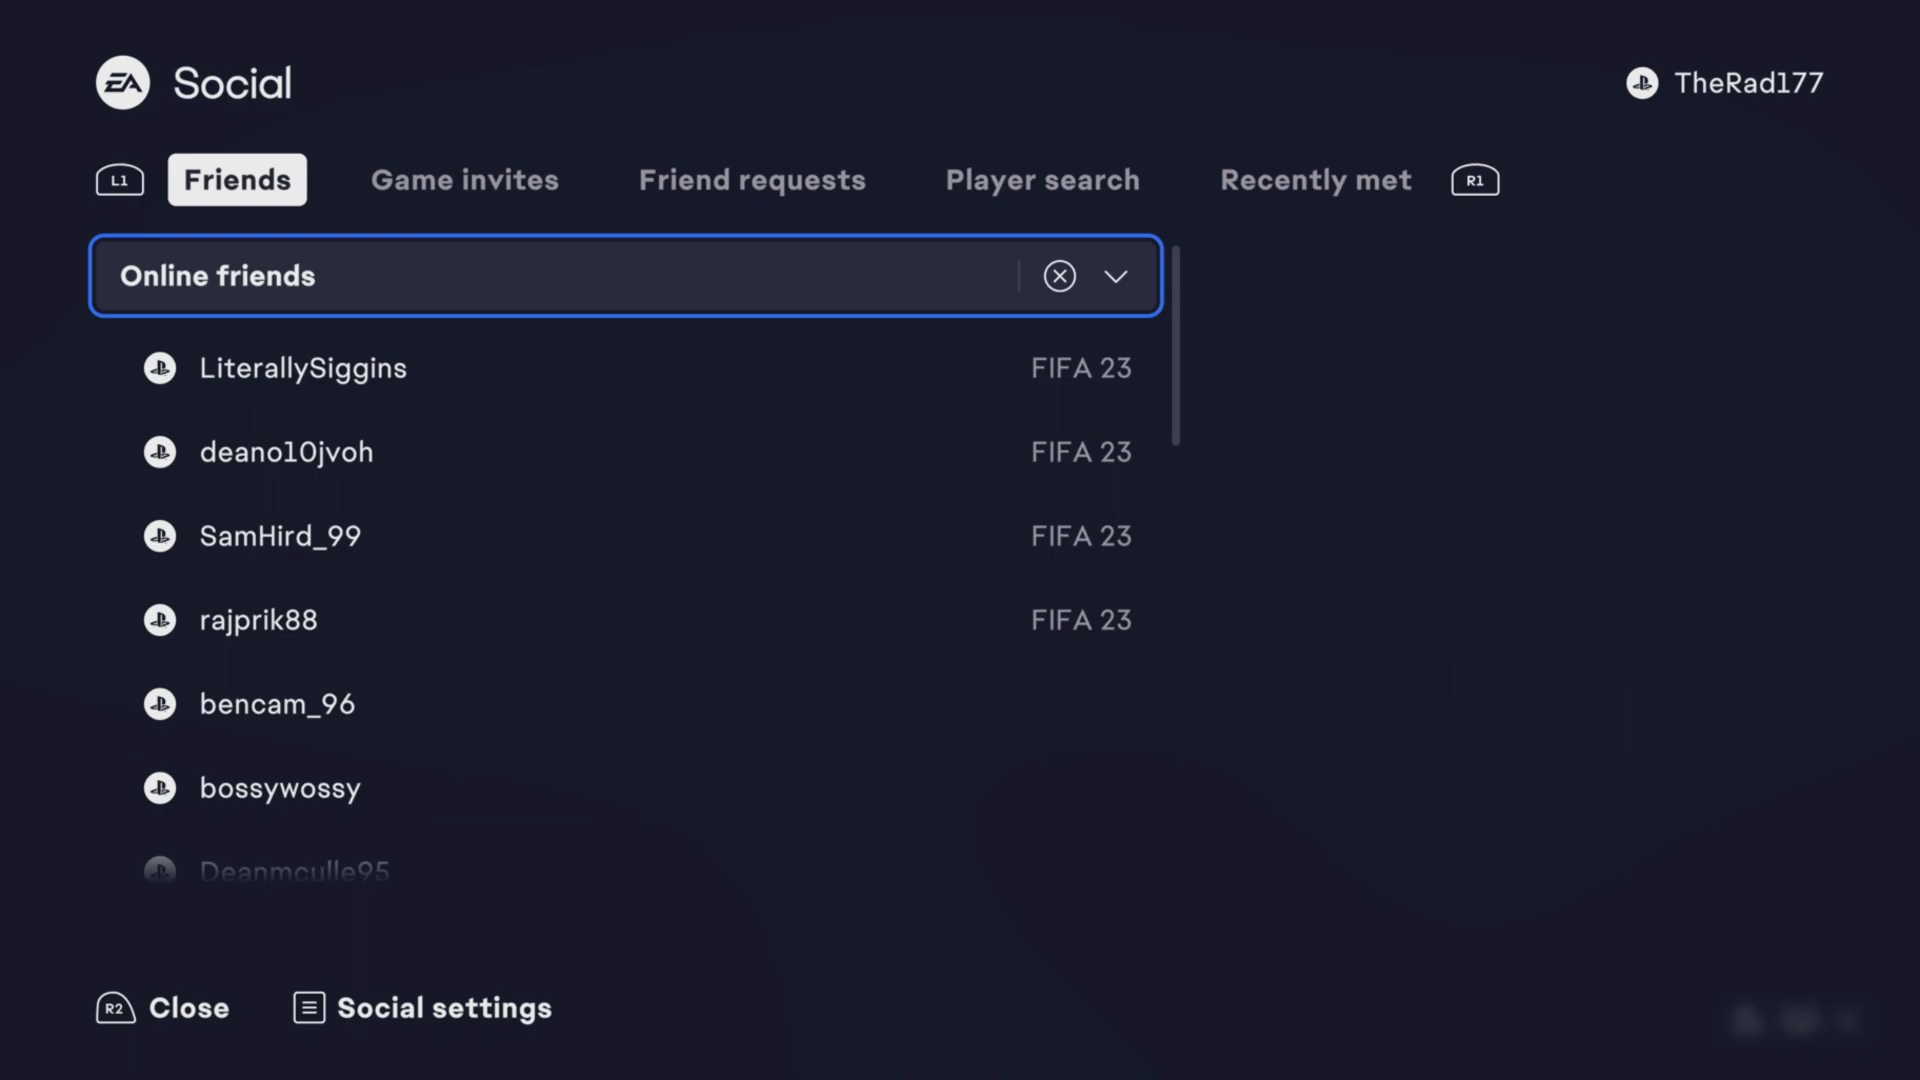 EA Social
TheRad177
L1 Friends Game invites Friend requests Player search Recently met R1
Online friends
LiterallySiggins FIFA 23
deano10jvoh FIFA 23
SamHird_99 FIFA 23
rajprik88 FIFA 23
bencam_96
bossywossy
Deanmculle95
R2 Close Social settings